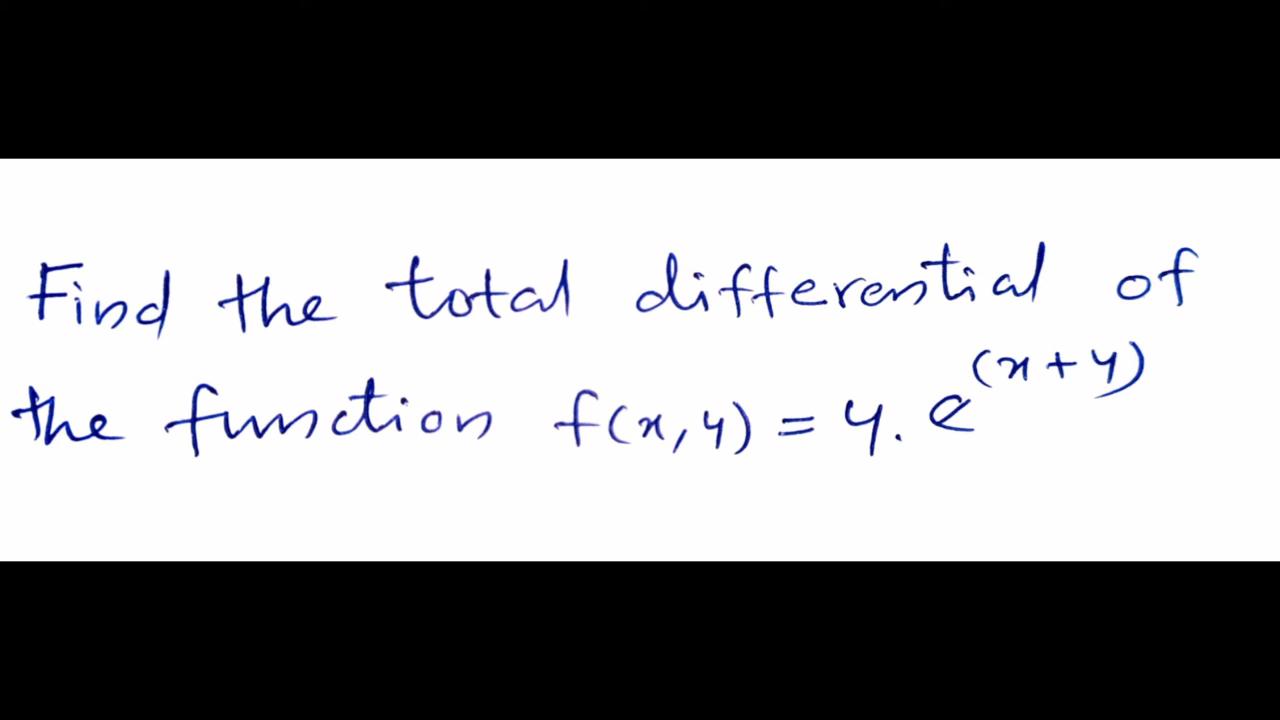 Find the total differential of
the function f(x,y) = y. e^(x+y)